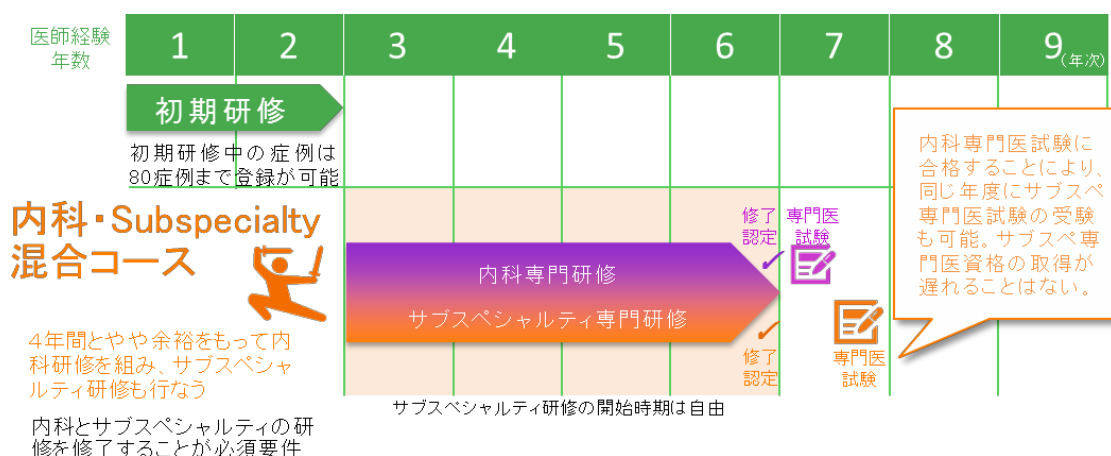 医師経験
年数
1 2 3 4 5 6 7 8 9(年次)
初期研修
初期研修中の症例は
80症例まで登録が可能
内科専門医試験に
合格することにより、
同じ年度にサブスペ
専門医試験の受験
も可能。サブスペ専
門医資格の取得が
遅れることはない。
内科・Subspecialty
混合コース
4年間とやや余裕をもって内
科研修を組み、サブスペシャ
ルティ研修も行なう
内科とサブスペシャルティの研
修を修了することが必須要件
内科専門研修
サブスペシャルティ専門研修
修了
認定
専門医
試験
修了
認定
専門医
試験
サブスペシャルティ研修の開始時期は自由